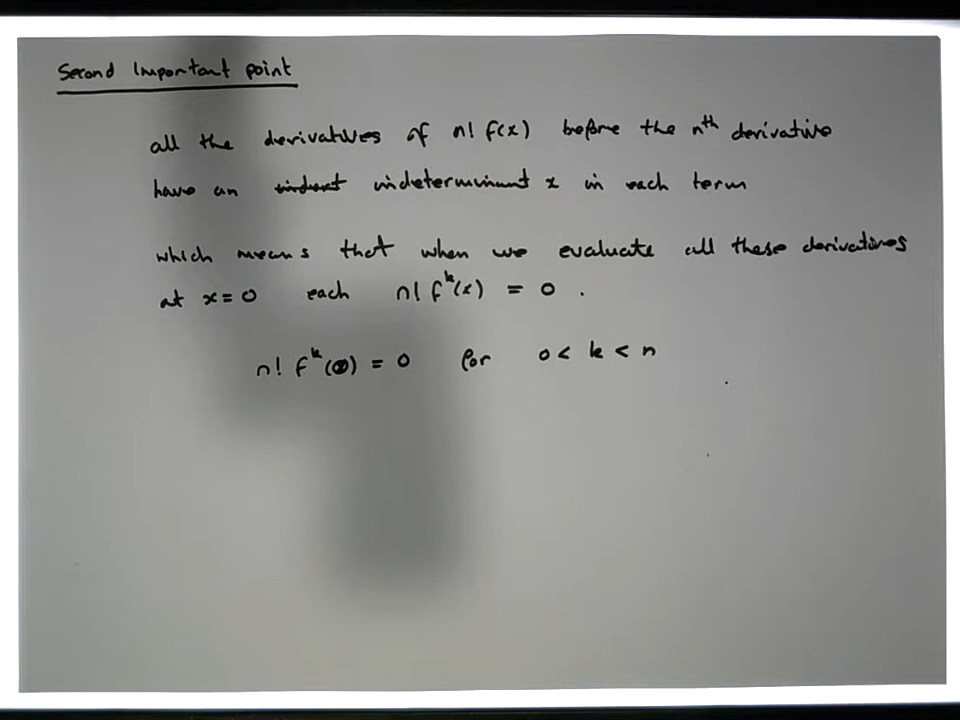 Second Important point
all the derivatives of n! f(x) before the nth derivative
have an indeterminant x in each term
which means that when we evaluate all these derivatives
at x=0 each n! f^k(x) = 0 .
n! f^k(0) = 0 for 0 < k < n